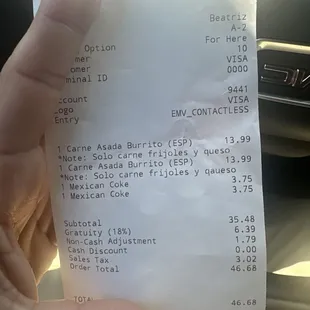 Beatriz
A-2
Option For Here
mer 10
omer VISA
minal ID 0000
ccount 9441
ogo VISA
Entry EMV_CONTACTLESS
1 Carne Asada Burrito (ESP) 13.99
*Note: Solo carne frijoles y queso
1 Carne Asada Burrito (ESP) 13.99
*Note: Solo carne frijoles y qaueso
1 Mexican Coke 3.75
1 Mexican Coke 3.75
Subtotal 35.48
Gratuity (18%) 6.39
Non-Cash Adjustment 1.79
Cash Discount 0.00
Sales Tax 3.02
Order Total 46.68
TOTAL 46.68